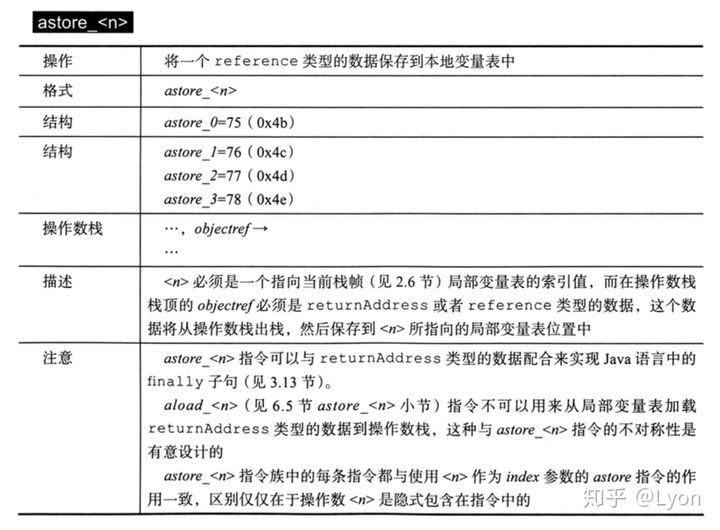 astore_<n>
操作 将一个 reference 类型的数据保存到本地变量表中
格式 astore_<n>
结构 astore_0=75（0x4b）
结构 astore_1=76（0x4c）
astore_2=77（0x4d）
astore_3=78（0x4e）
操作数栈 …，objectref→
…
描述 <n> 必须是一个指向当前栈帧（见 2.6 节）局部变量表的索引值，而在操作数栈
栈顶的 objectref 必须是 returnAddress 或者 reference 类型的数据，这个数
据将从操作数栈出栈，然后保存到 <n> 所指向的局部变量表位置中
注意 astore_<n> 指令可以与 returnAddress 类型的数据配合来实现 Java 语言中的
finally 子句（见 3.13 节）。
aload_<n>（见 6.5 节 astore_<n> 小节）指令不可以用来从局部变量表加载
returnAddress 类型的数据到操作数栈，这种与 astore_<n> 指令的不对称性是
有意设计的
astore_<n> 指令族中的每条指令都与使用 <n> 作为 index 参数的 astore 指令的作
用一致，区别仅仅在于操作数 <n> 是隐式包含在指令中的
知乎 @Lyon